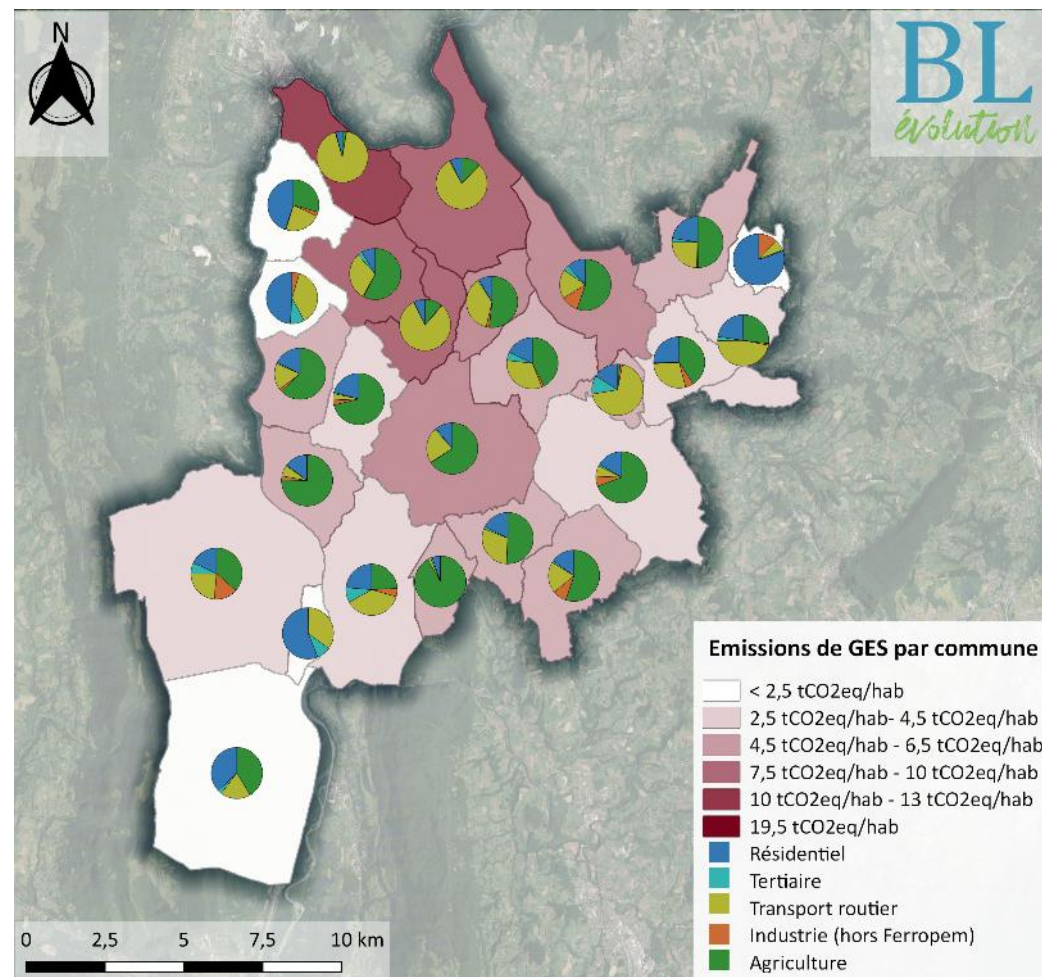 N
BL
évolution
Emissions de GES par commune
< 2,5 tCO2eq/hab
2,5 tCO2eq/hab- 4,5 tCO2eq/hab
4,5 tCO2eq/hab - 6,5 tCO2eq/hab
7,5 tCO2eq/hab - 10 tCO2eq/hab
10 tCO2eq/hab - 13 tCO2eq/hab
19,5 tCO2eq/hab
Résidentiel
Tertiaire
Transport routier
Industrie (hors Ferropem)
Agriculture
0 2,5 5 7,5 10 km